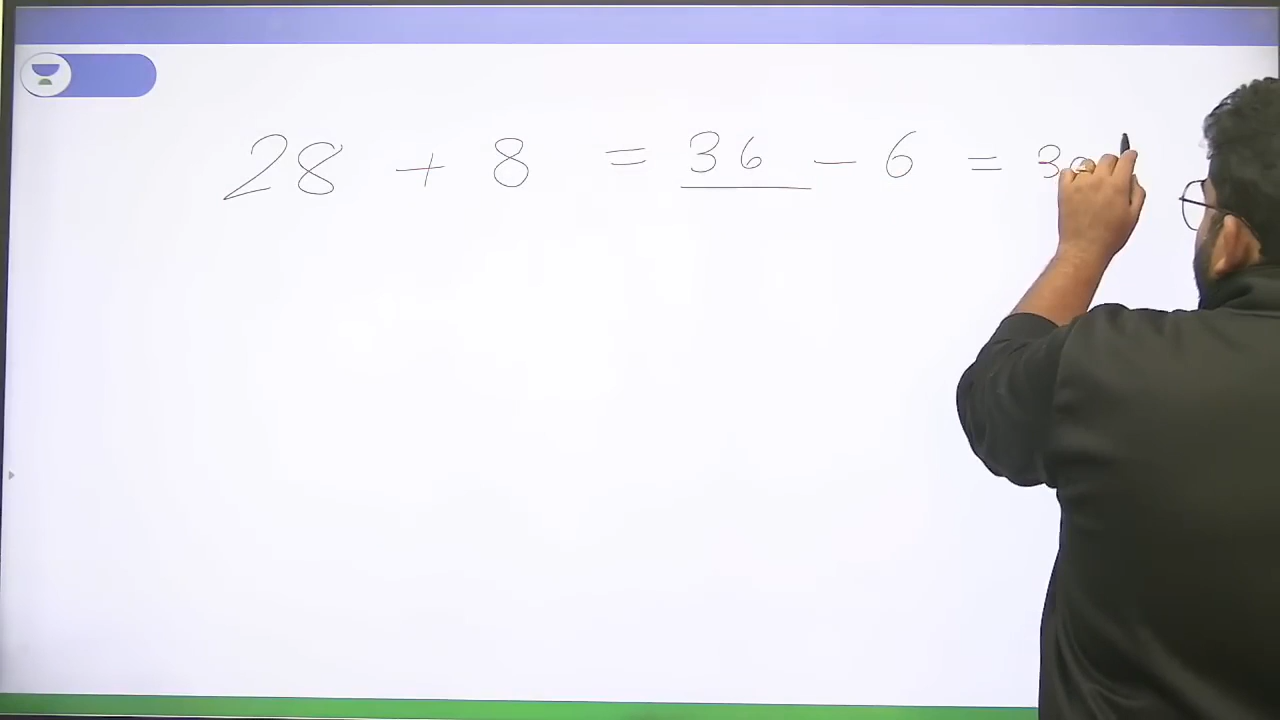 28 + 8 = 36 - 6 = 30